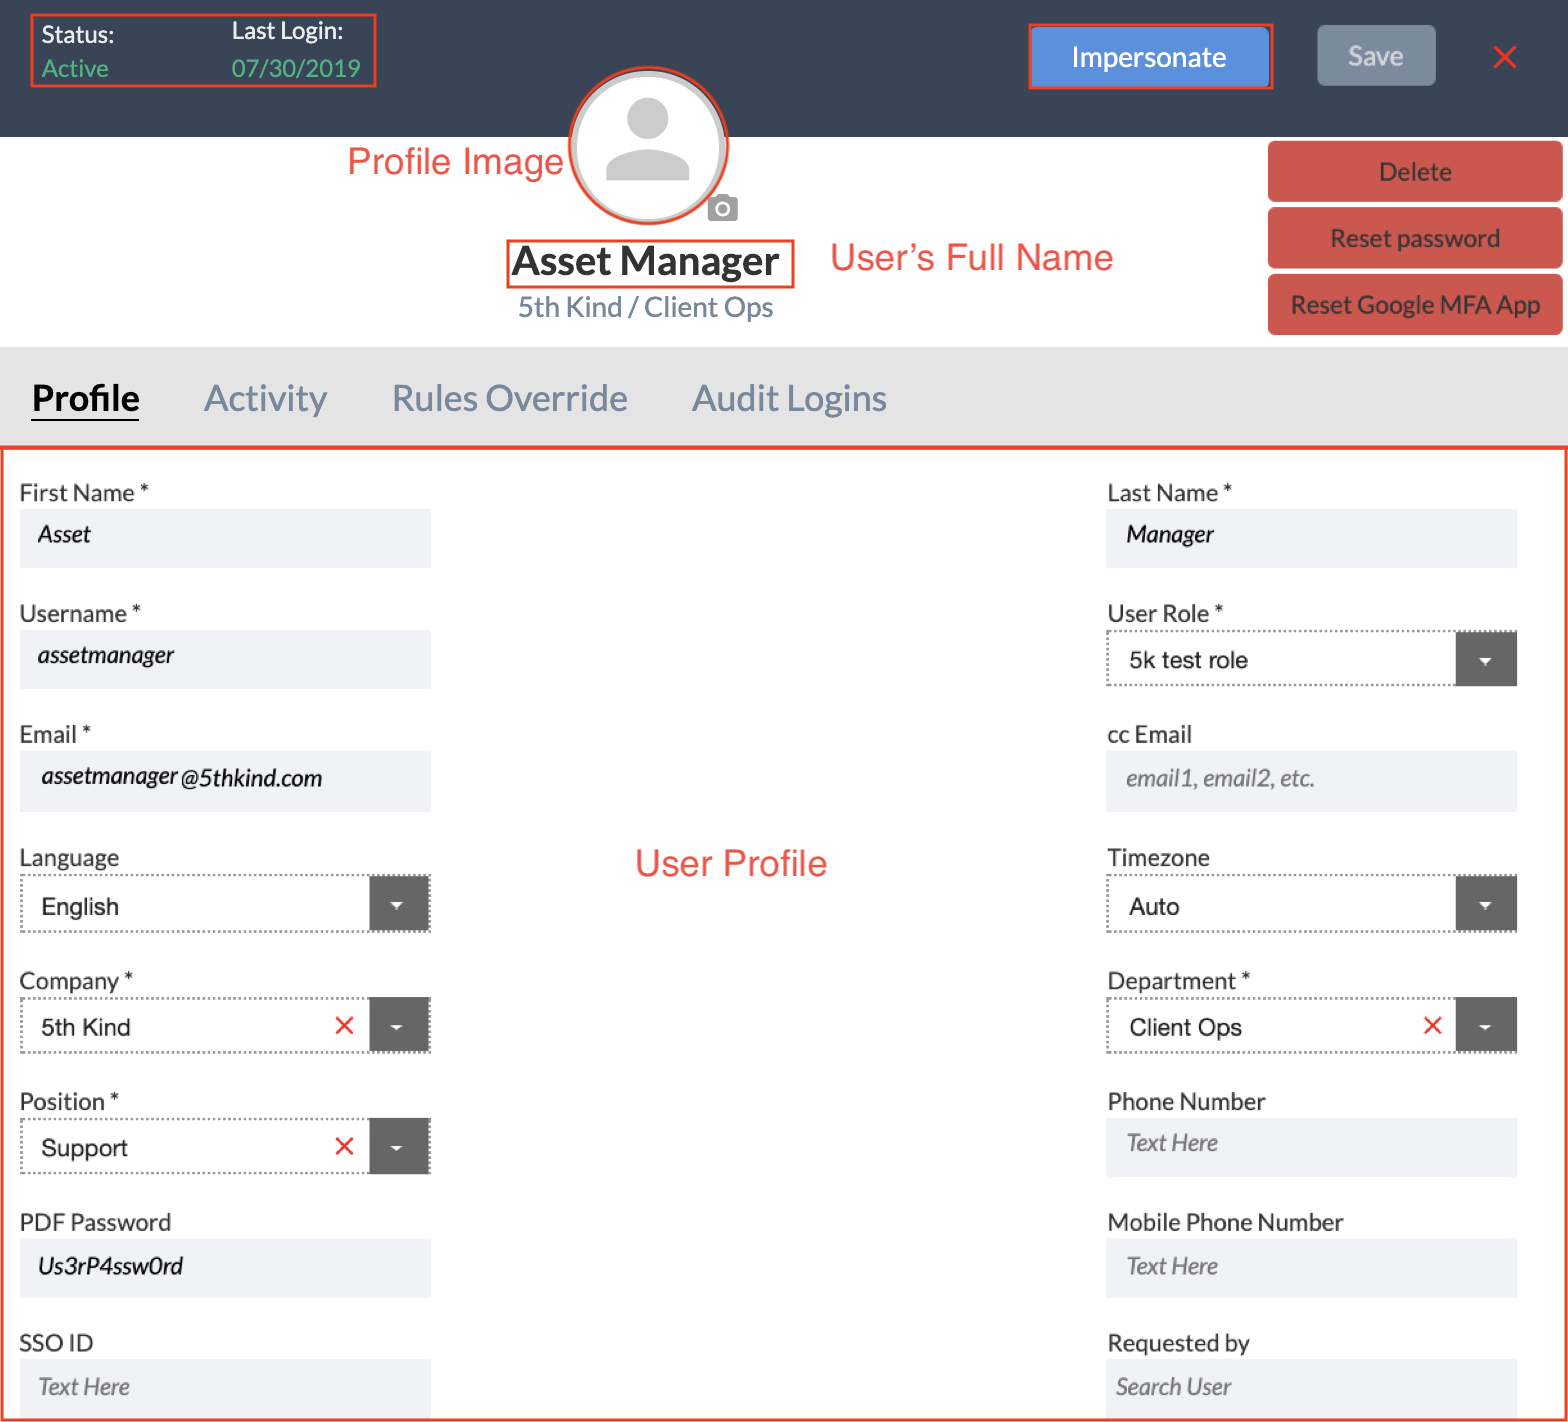 Status:
Last Login:
Active
07/30/2019
Impersonate
Save
Profile Image
Delete
Reset password
Reset Google MFA App
Asset Manager
User's Full Name
5th Kind / Client Ops
Profile
Activity
Rules Override
Audit Logins
First Name *
Last Name *
Asset
Manager
Username *
User Role *
assetmanager
5k test role
Email *
cc Email
assetmanager@5thkind.com
email1, email2, etc.
User Profile
Language
Timezone
English
Auto
Company *
Department *
5th Kind
Client Ops
Position *
Phone Number
Support
Text Here
PDF Password
Mobile Phone Number
Us3rP4ssw0rd
Text Here
SSO ID
Requested by
Text Here
Search User